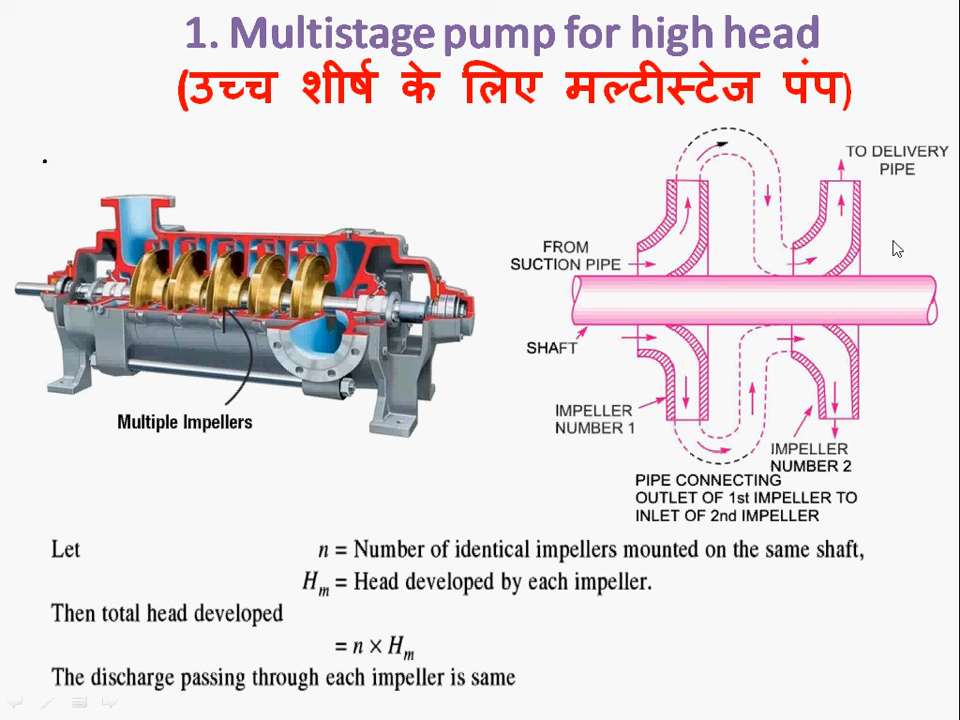 1. Multistage pump for high head
(उच्च शीर्ष के लिए मल्टीस्टेज पंप)
.
TO DELIVERY
PIPE
FROM
SUCTION PIPE
SHAFT
Multiple Impellers
IMPELLER
NUMBER 1
IMPELLER
NUMBER 2
PIPE CONNECTING
OUTLET OF 1st IMPELLER TO
INLET OF 2nd IMPELLER
Let n = Number of identical impellers mounted on the same shaft,
Hm = Head developed by each impeller.
Then total head developed
= n × Hm
The discharge passing through each impeller is same